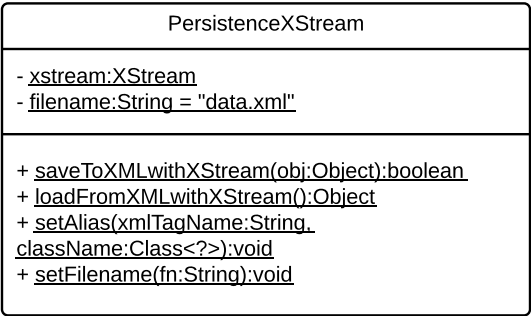 PersistenceXStream
- xstream:XStream
- filename:String = "data.xml"
+ saveToXMLwithXStream(obj:Object):boolean
+ loadFromXMLwithXStream():Object
+ setAlias(xmlTagName:String,
className:Class<?>):void
+ setFilename(fn:String):void